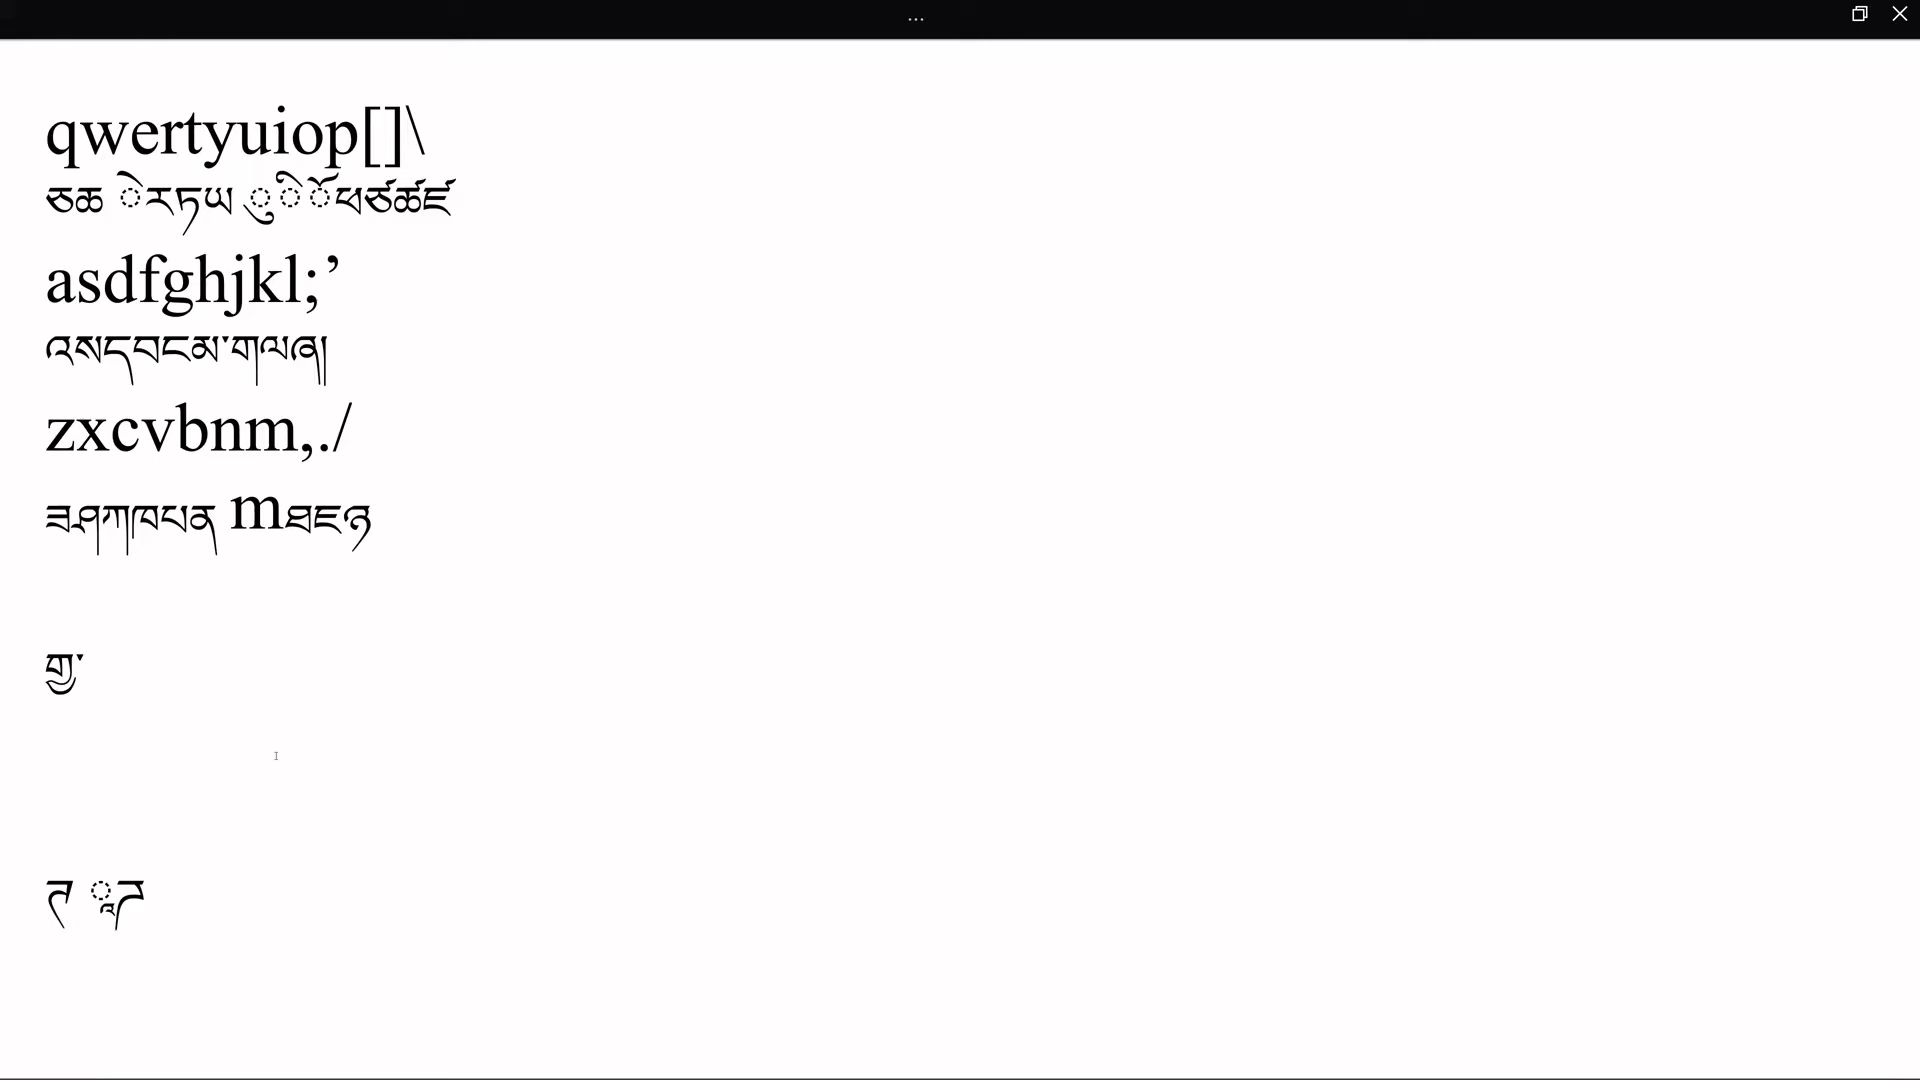 qwertyuiop[]\
ཅཆ ེརཏཡ ུ ི ོཕཙཚཛ
asdfghjkl;’
འསདབངམ་གལཞ།
zxcvbnm,./
ཟཤཀཁཔན mཐཇཉ
ཀྱ་
ཊ ཱུཌ